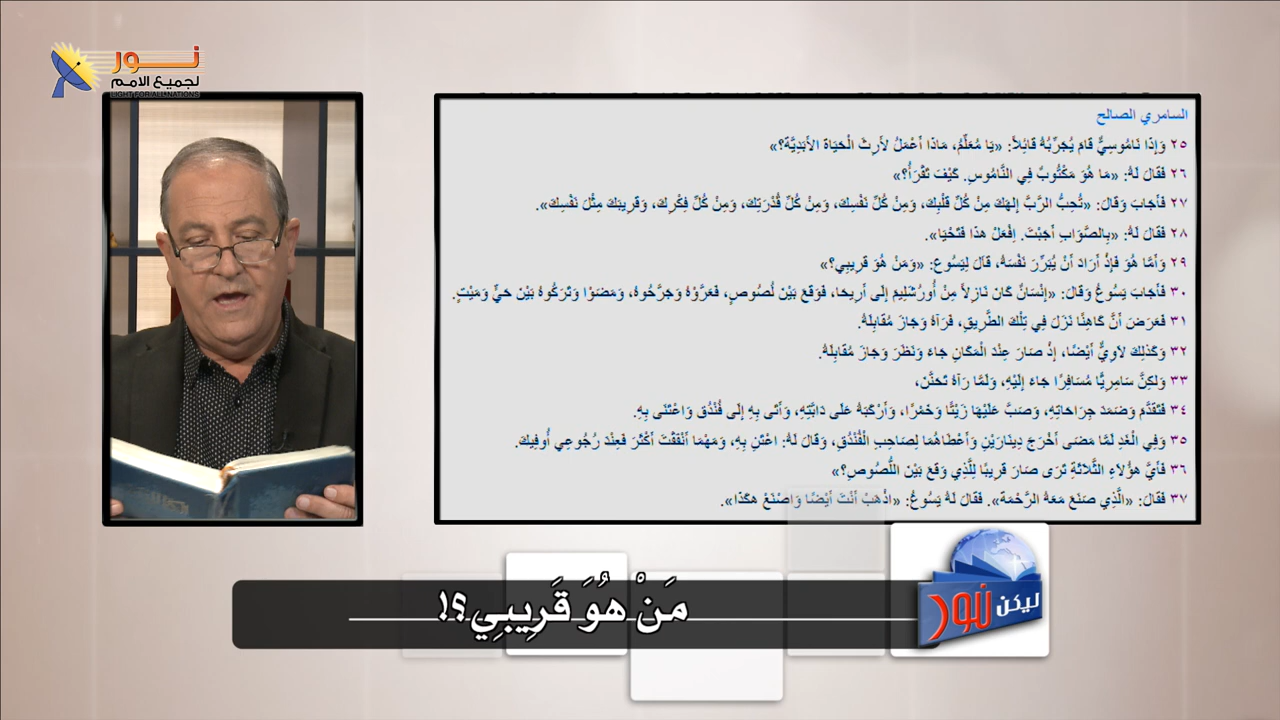 نور
لجميع الامم
LIGHT FOR ALL NATIONS
السامري الصالح
٢٥ وَإِذَا نَامُوسِيٌّ قَامَ يُجَرِّبُهُ قَائِلاً: «يَا مُعَلِّمُ، مَاذَا أَعْمَلُ لأَرِثَ الْحَيَاةَ الأَبَدِيَّةَ؟»
٢٦ فَقَالَ لَهُ: «مَا هُوَ مَكْتُوبٌ فِي النَّامُوسِ. كَيْفَ تَقْرَأُ؟»
٢٧ فَأَجَابَ وَقَالَ: «تُحِبُّ الرَّبَّ إِلهَكَ مِنْ كُلِّ قَلْبِكَ، وَمِنْ كُلِّ نَفْسِكَ، وَمِنْ كُلِّ قُدْرَتِكَ، وَمِنْ كُلِّ فِكْرِكَ، وَقَرِيبَكَ مِثْلَ نَفْسِكَ».
٢٨ فَقَالَ لَهُ: «بِالصَّوَابِ أَجَبْتَ. اِفْعَلْ هذَا فَتَحْيَا».
٢٩ وَأَمَّا هُوَ فَإِذْ أَرَادَ أَنْ يُبَرِّرَ نَفْسَهُ، قَالَ لِيَسُوعَ: «وَمَنْ هُوَ قَرِيبِي؟»
٣٠ فَأَجَابَ يَسُوعُ وَقَالَ: «إِنْسَانٌ كَانَ نَازِلاً مِنْ أُورُشَلِيمَ إِلَى أَرِيحَا، فَوَقَعَ بَيْنَ لُصُوصٍ، فَعَرَّوْهُ وَجَرَّحُوهُ، وَمَضَوْا وَتَرَكُوهُ بَيْنَ حَيٍّ وَمَيْتٍ.
٣١ فَعَرَضَ أَنَّ كَاهِنًا نَزَلَ فِي تِلْكَ الطَّرِيقِ، فَرَآهُ وَجَازَ مُقَابِلَهُ.
٣٢ وَكَذلِكَ لاَوِيٌّ أَيْضًا، إِذْ صَارَ عِنْدَ الْمَكَانِ جَاءَ وَنَظَرَ وَجَازَ مُقَابِلَهُ.
٣٣ وَلكِنَّ سَامِرِيًّا مُسَافِرًا جَاءَ إِلَيْهِ، وَلَمَّا رَآهُ تَحَنَّنَ،
٣٤ فَتَقَدَّمَ وَضَمَدَ جِرَاحَاتِهِ، وَصَبَّ عَلَيْهَا زَيْتًا وَخَمْرًا، وَأَرْكَبَهُ عَلَى دَابَّتِهِ، وَأَتَى بِهِ إِلَى فُنْدُق وَاعْتَنَى بِهِ.
٣٥ وَفِي الْغَدِ لَمَّا مَضَى أَخْرَجَ دِينَارَيْنِ وَأَعْطَاهُمَا لِصَاحِبِ الْفُنْدُقِ، وَقَالَ لَهُ: اعْتَنِ بِهِ، وَمَهْمَا أَنْفَقْتَ أَكْثَرَ فَعِنْدَ رُجُوعِي أُوفِيكَ.
٣٦ فَأَيَّ هؤُلاَءِ الثَّلاَثَةِ تَرَى صَارَ قَرِيبًا لِلَّذِي وَقَعَ بَيْنَ اللُّصُوصِ؟»
٣٧ فَقَالَ: «الَّذِي صَنَعَ مَعَهُ الرَّحْمَةَ». فَقَالَ لَهُ يَسُوعُ: «اذْهَبْ أَنْتَ أَيْضًا وَاصْنَعْ هكَذَا».
مَنْ هُوَ قَرِيبِي؟!
ليكن نور